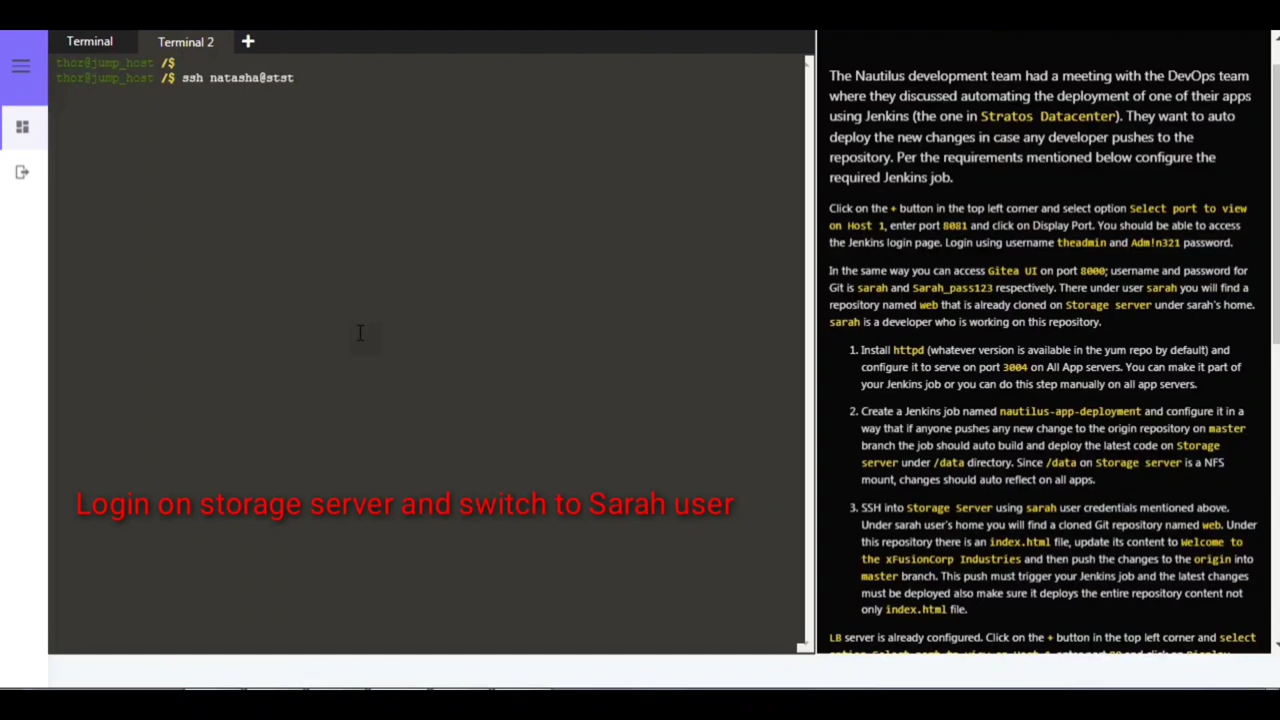 Terminal
Terminal 2
+
thor@jump_host /$
thor@jump_host /$ ssh natasha@stst
Login on storage server and switch to Sarah user
The Nautilus development team had a meeting with the DevOps team
where they discussed automating the deployment of one of their apps
using Jenkins (the one in Stratos Datacenter). They want to auto
deploy the new changes in case any developer pushes to the
repository. Per the requirements mentioned below configure the
required Jenkins job.
Click on the + button in the top left corner and select option Select port to view
on Host 1, enter port 8081 and click on Display Port. You should be able to access
the Jenkins login page. Login using username theadmin and Adm!n321 password.
In the same way you can access Gitea UI on port 8000; username and password for
Git is sarah and Sarah_pass123 respectively. There under user sarah you will find a
repository named web that is already cloned on Storage server under sarah's home.
sarah is a developer who is working on this repository.
1. Install httpd (whatever version is available in the yum repo by default) and
configure it to serve on port 3004 on All App servers. You can make it part of
your Jenkins job or you can do this step manually on all app servers.
2. Create a Jenkins job named nautilus-app-deployment and configure it in a
way that if anyone pushes any new change to the origin repository on master
branch the job should auto build and deploy the latest code on Storage
server under /data directory. Since /data on Storage server is a NFS
mount, changes should auto reflect on all apps.
3. SSH into Storage Server using sarah user credentials mentioned above.
Under sarah user's home you will find a cloned Git repository named web. Under
this repository there is an index.html file, update its content to Welcome to
the xFusionCorp Industries and then push the changes to the origin into
master branch. This push must trigger your Jenkins job and the latest changes
must be deployed also make sure it deploys the entire repository content not
only index.html file.
LB server is already configured. Click on the + button in the top left corner and select